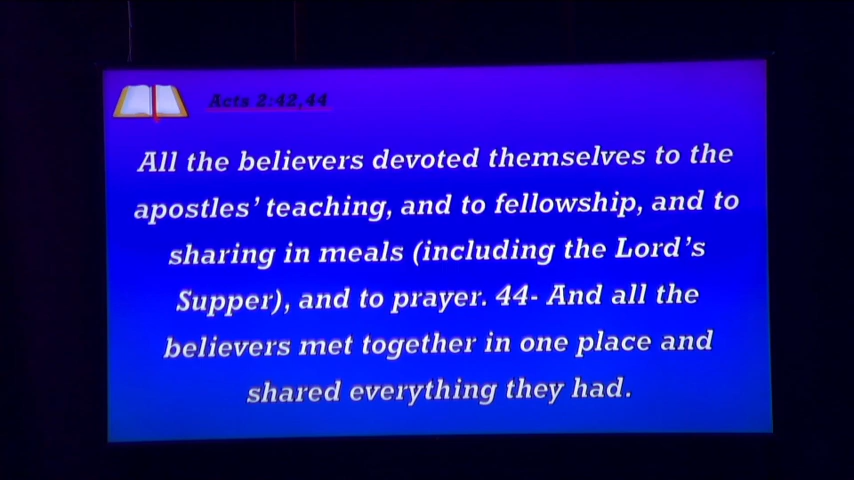 Acts 2:42,44
All the believers devoted themselves to the
apostles’ teaching, and to fellowship, and to
sharing in meals (including the Lord’s
Supper), and to prayer. 44- And all the
believers met together in one place and
shared everything they had.